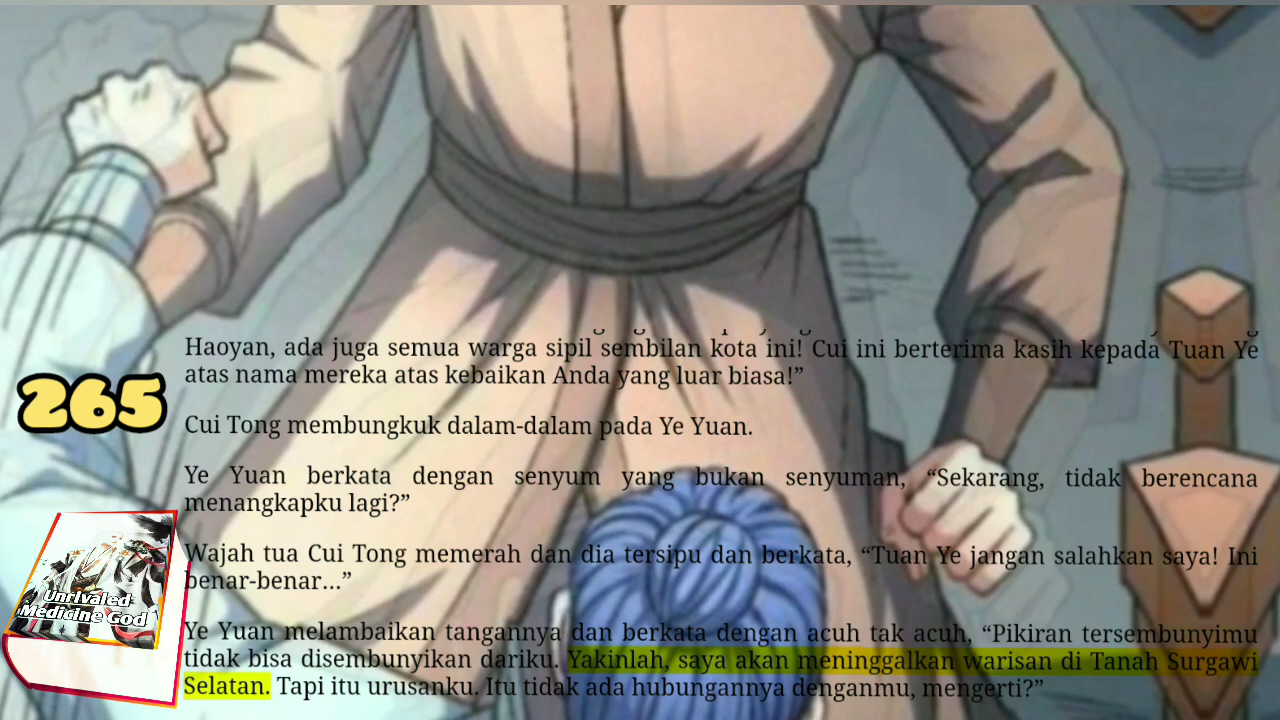 Haoyan, ada juga semua warga sipil sembilan kota ini! Cui ini berterima kasih kepada Tuan Ye
atas nama mereka atas kebaikan Anda yang luar biasa!”
265
Cui Tong membungkuk dalam-dalam pada Ye Yuan.
Ye Yuan berkata dengan senyum yang bukan senyuman, “Sekarang, tidak berencana
menangkapku lagi?”
Wajah tua Cui Tong memerah dan dia tersipu dan berkata, “Tuan Ye jangan salahkan saya! Ini
benar-benar…”
Unrivaled
Medicine God
Ye Yuan melambaikan tangannya dan berkata dengan acuh tak acuh, “Pikiran tersembunyimu
tidak bisa disembunyikan dariku. Yakinlah, saya akan meninggalkan warisan di Tanah Surgawi
Selatan. Tapi itu urusanku. Itu tidak ada hubungannya denganmu, mengerti?”